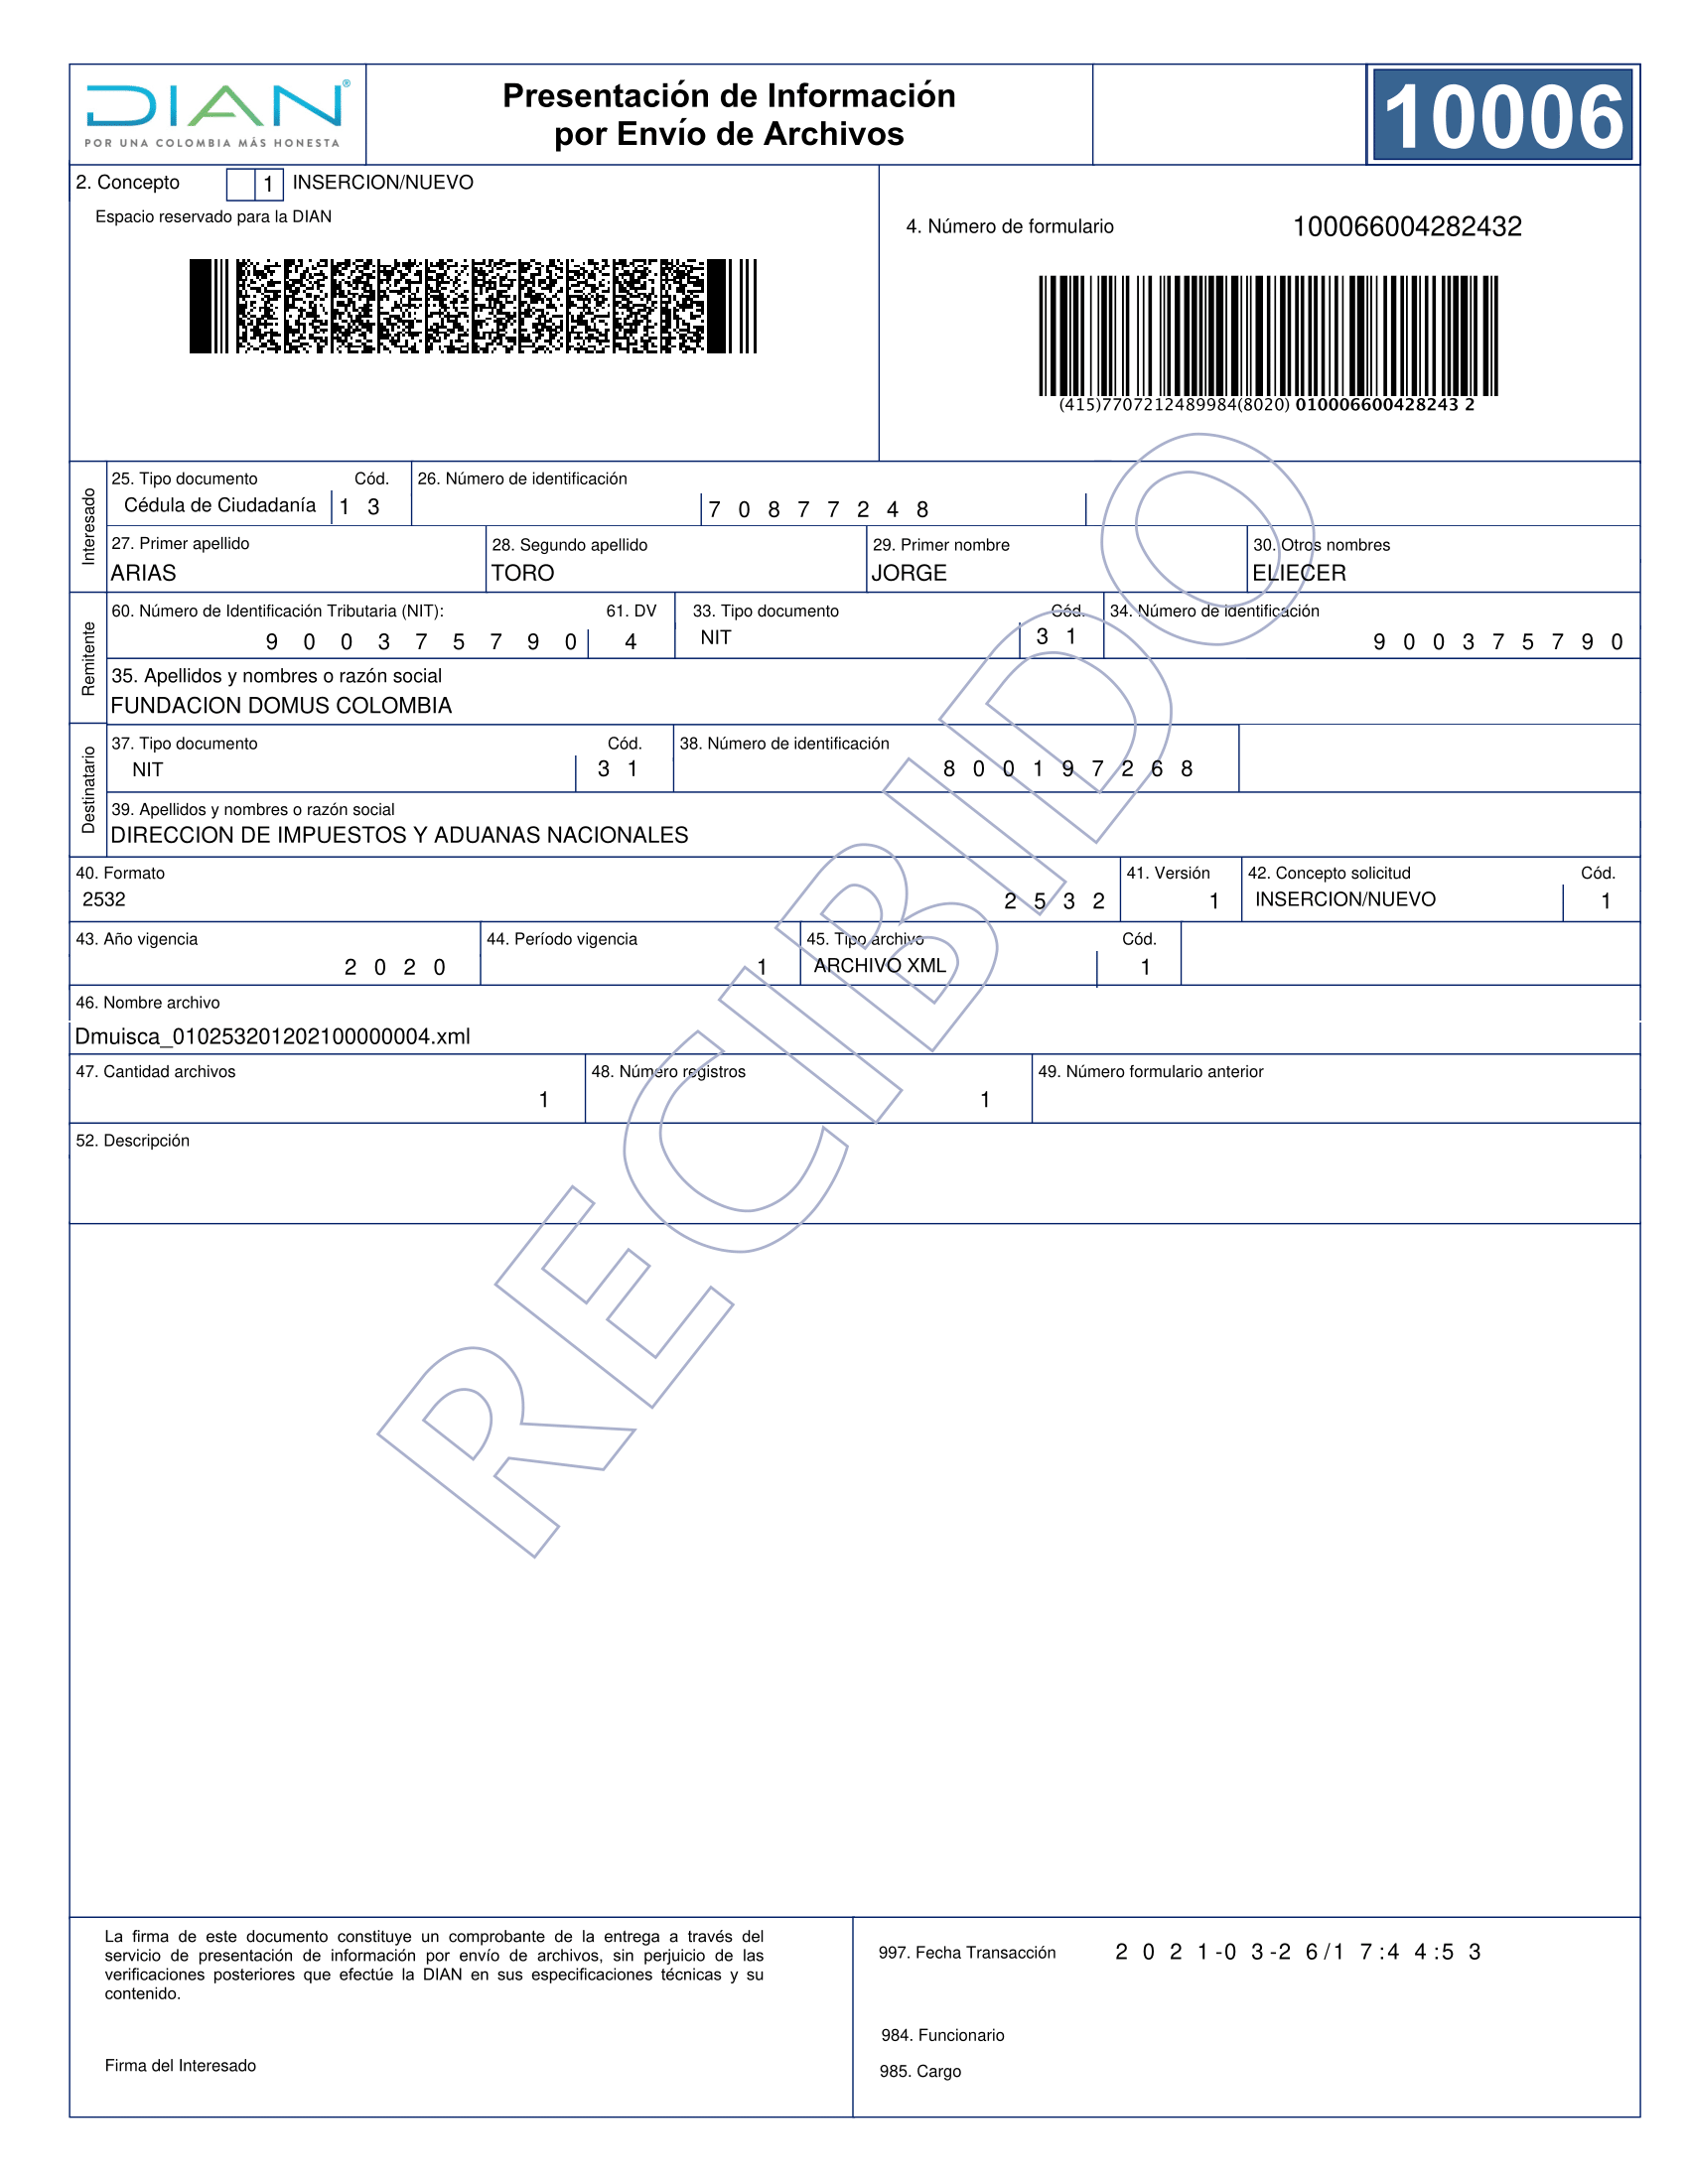 DIAN®
POR UNA COLOMBIA MÁS HONESTA
Presentación de Información
por Envío de Archivos
10006
2. Concepto 1 INSERCION/NUEVO
Espacio reservado para la DIAN
4. Número de formulario 100066004282432
(415)7707212489984(8020) 010006600428243 2
Interesado
25. Tipo documento Cód. 26. Número de identificación
Cédula de Ciudadanía 1 3 7 0 8 7 7 2 4 8
27. Primer apellido 28. Segundo apellido 29. Primer nombre 30. Otros nombres
ARIAS TORO JORGE ELIECER
Remitente
60. Número de Identificación Tributaria (NIT): 61. DV 33. Tipo documento Cód. 34. Número de identificación
9 0 0 3 7 5 7 9 0 4 NIT 3 1 9 0 0 3 7 5 7 9 0
35. Apellidos y nombres o razón social
FUNDACION DOMUS COLOMBIA
Destinatario
37. Tipo documento Cód. 38. Número de identificación
NIT 3 1 8 0 0 1 9 7 2 6 8
39. Apellidos y nombres o razón social
DIRECCION DE IMPUESTOS Y ADUANAS NACIONALES
40. Formato 41. Versión 42. Concepto solicitud Cód.
2532 2 5 3 2 1 INSERCION/NUEVO 1
43. Año vigencia 44. Período vigencia 45. Tipo archivo Cód.
2 0 2 0 1 ARCHIVO XML 1
46. Nombre archivo
Dmuisca_010253201202100000004.xml
47. Cantidad archivos 48. Número registros 49. Número formulario anterior
1 1
52. Descripción
RECIBIDO
La firma de este documento constituye un comprobante de la entrega a través del
servicio de presentación de información por envío de archivos, sin perjuicio de las
verificaciones posteriores que efectúe la DIAN en sus especificaciones técnicas y su
contenido.
Firma del Interesado
997. Fecha Transacción 2 0 2 1-0 3-2 6/1 7:4 4:5 3
984. Funcionario
985. Cargo